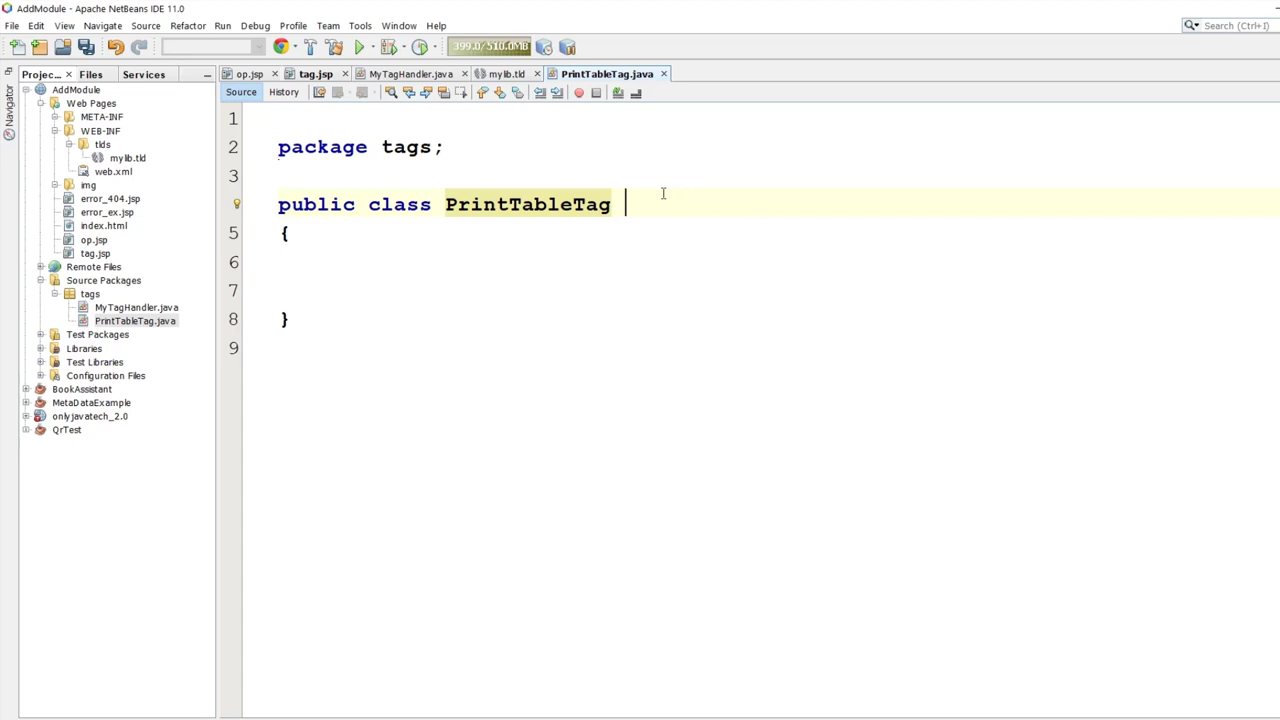 AddModule - Apache NetBeans IDE 11.0
File Edit View Navigate Source Refactor Run Debug Profile Team Tools Window Help
Search (Ctrl+I)
399.0/510.0MB
Projec... × Files Services
op.jsp × tag.jsp × MyTagHandler.java × mylib.tld × PrintTableTag.java ×
Navigator
Source History
AddModule
Web Pages
META-INF
WEB-INF
tlds
mylib.tld
web.xml
img
error_404.jsp
error_ex.jsp
index.html
op.jsp
tag.jsp
Remote Files
Source Packages
tags
MyTagHandler.java
PrintTableTag.java
Test Packages
Libraries
Test Libraries
Configuration Files
BookAssistant
MetaDataExample
onlyjavatech_2.0
QrTest
1
2 package tags;
3
public class PrintTableTag
5 {
6
7
8 }
9